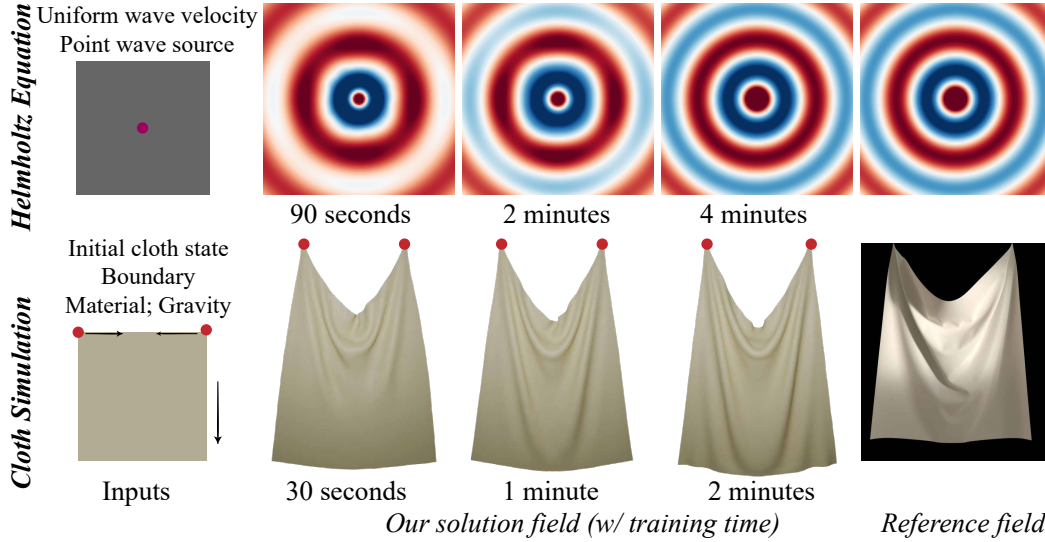 Helmholtz Equation
Uniform wave velocity
Point wave source
90 seconds
2 minutes
4 minutes
Cloth Simulation
Initial cloth state
Boundary
Material; Gravity
Inputs
30 seconds
1 minute
2 minutes
Our solution field (w/ training time)
Reference field